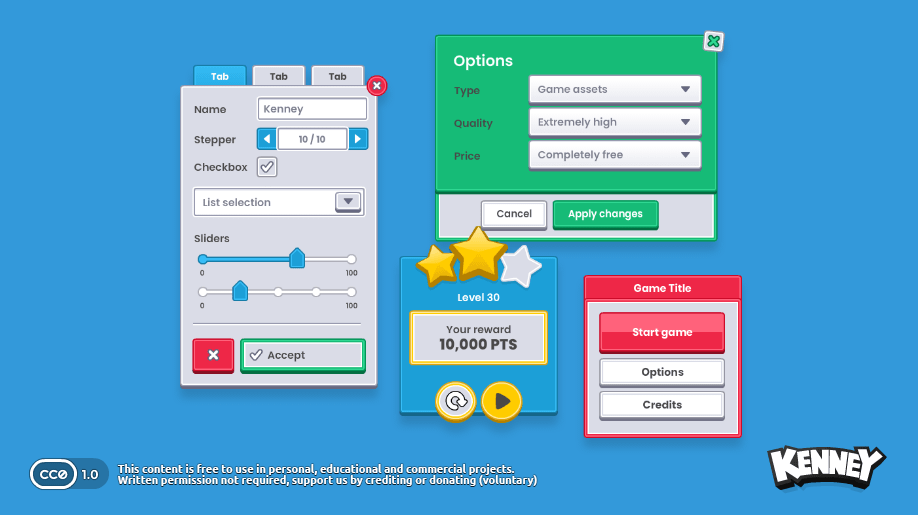 Tab
Tab
Tab
Name
Kenney
Stepper
10 / 10
Checkbox
List selection
Sliders
0
100
0
100
Accept
Options
Type
Game assets
Quality
Extremely high
Price
Completely free
Cancel
Apply changes
Level 30
Your reward
10,000 PTS
Game Title
Start game
Options
Credits
CC0 1.0
This content is free to use in personal, educational and commercial projects.
Written permission not required, support us by crediting or donating (voluntary)
KENNEY